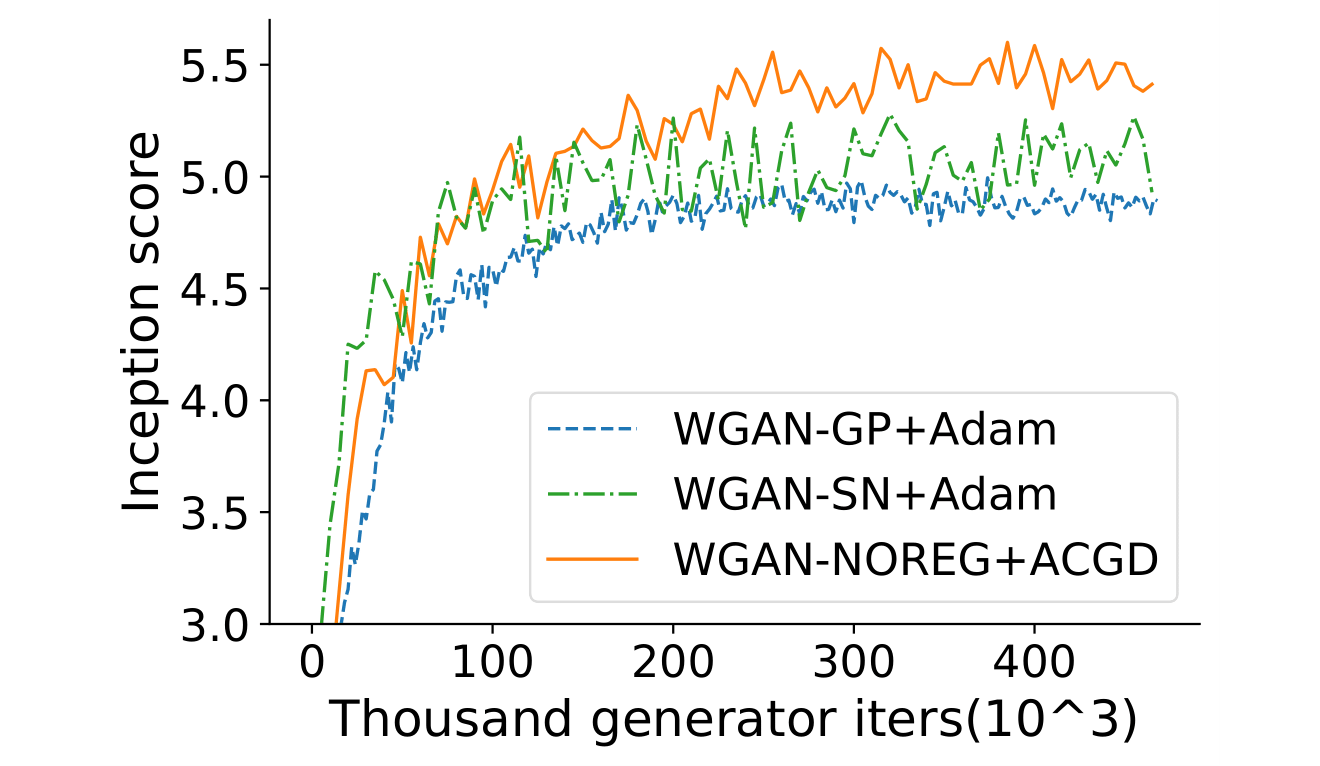 Inception score
5.5
5.0
4.5
4.0
3.5
3.0
WGAN-GP+Adam
WGAN-SN+Adam
WGAN-NOREG+ACGD
0 100 200 300 400
Thousand generator iters(10^3)